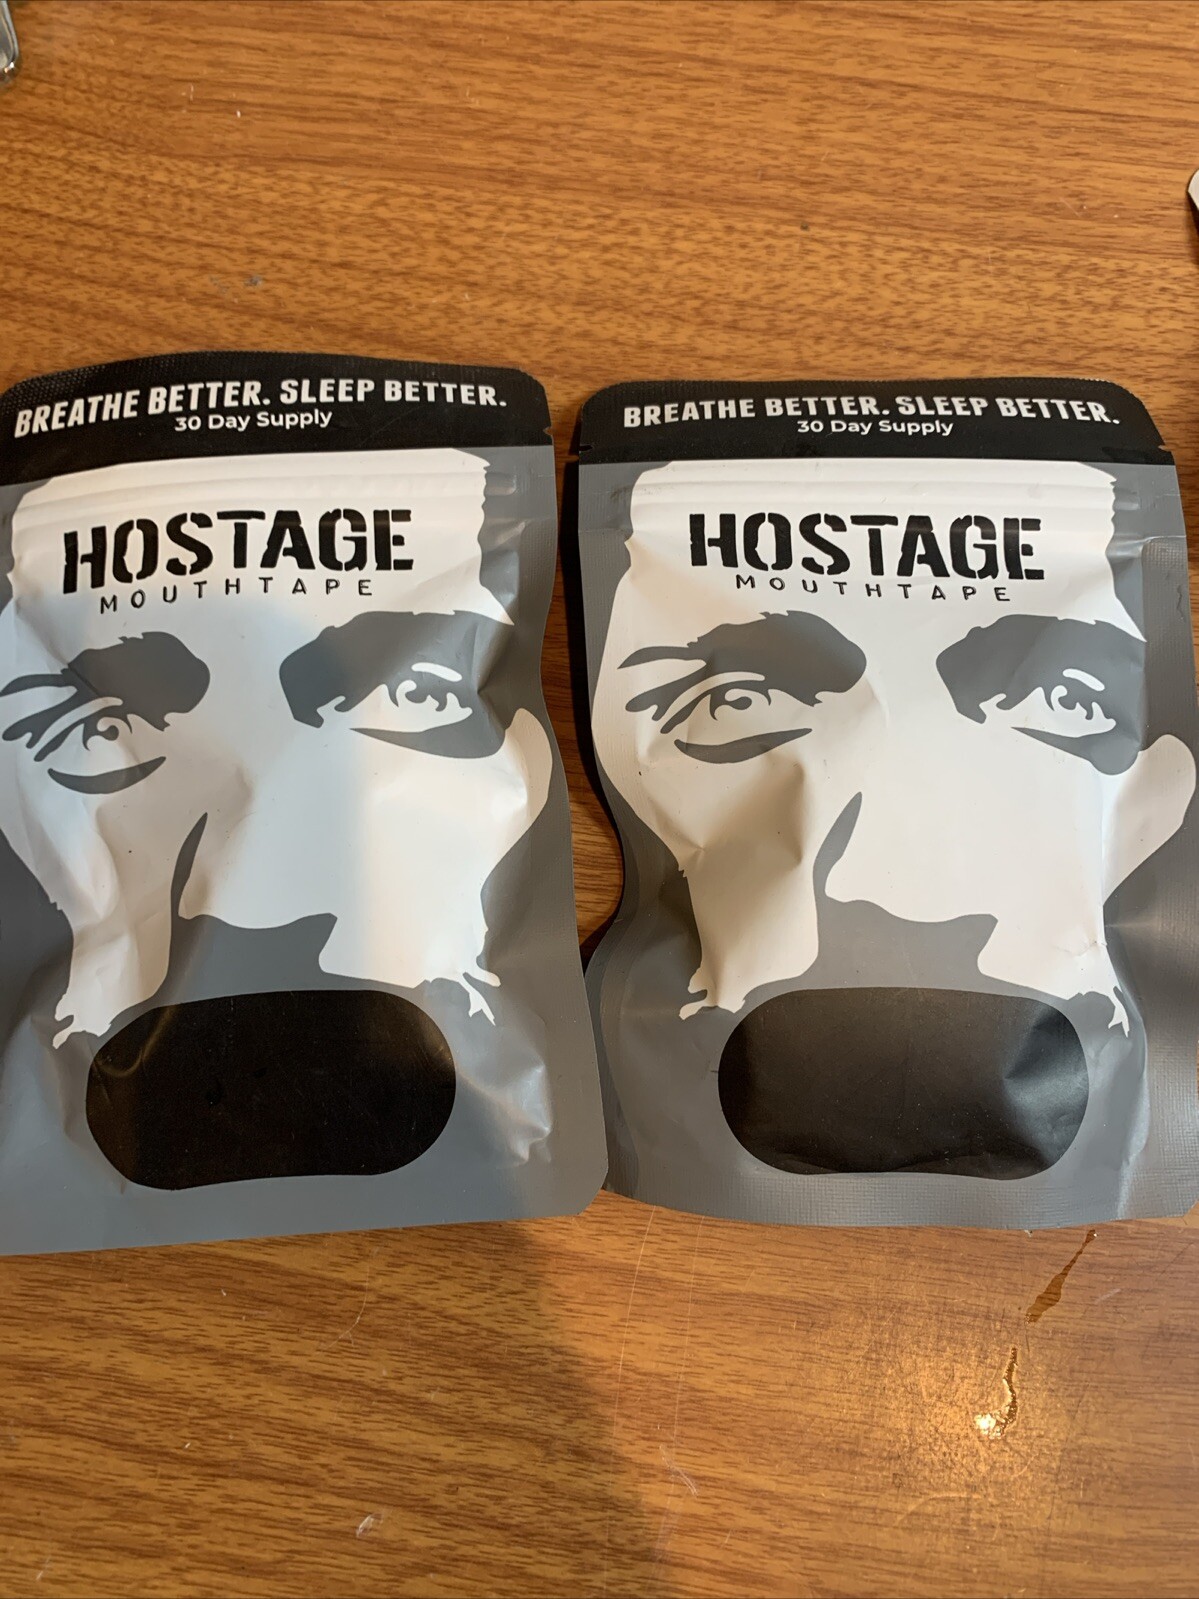 BREATHE BETTER. SLEEP BETTER.
30 Day Supply
HOSTAGE
MOUTHTAPE
BREATHE BETTER. SLEEP BETTER.
30 Day Supply
HOSTAGE
MOUTHTAPE